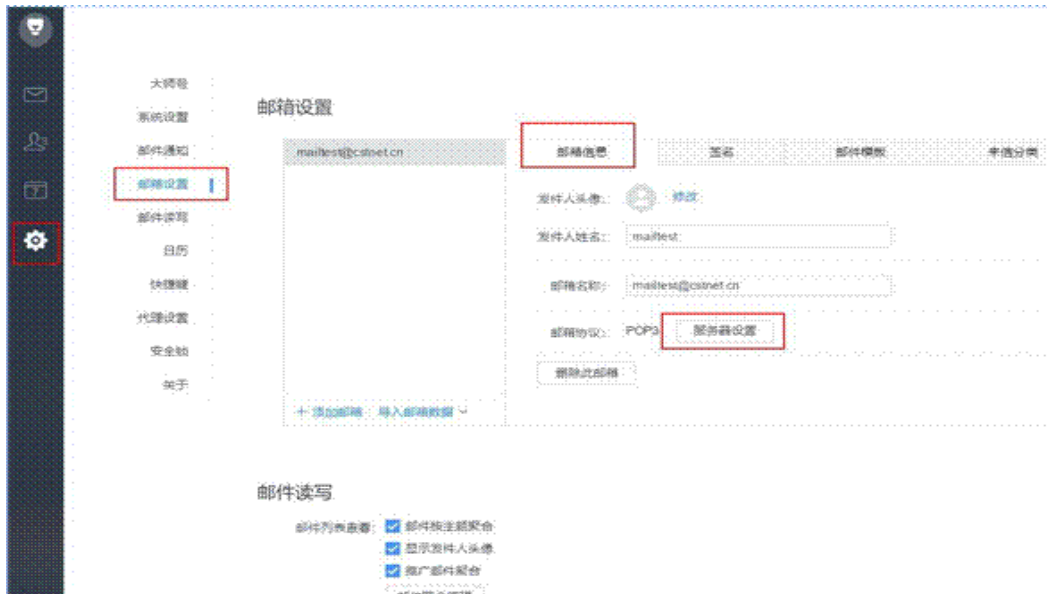 大师号
系统设置
邮件通知
邮箱设置
邮件读写
日历
快捷键
代理设置
安全锁
关于
邮箱设置
mailtest@cstnet.cn
+ 添加邮箱 导入邮箱数据
邮箱信息 签名 邮件模板 来信分类
发件人头像: 修改
发件人姓名: mailtest
邮箱名称: mailtest@cstnet.cn
邮箱协议: POP3 服务器设置
删除此邮箱
邮件读写
邮件列表查看: 邮件按主题聚合
显示发件人头像
推广邮件聚合